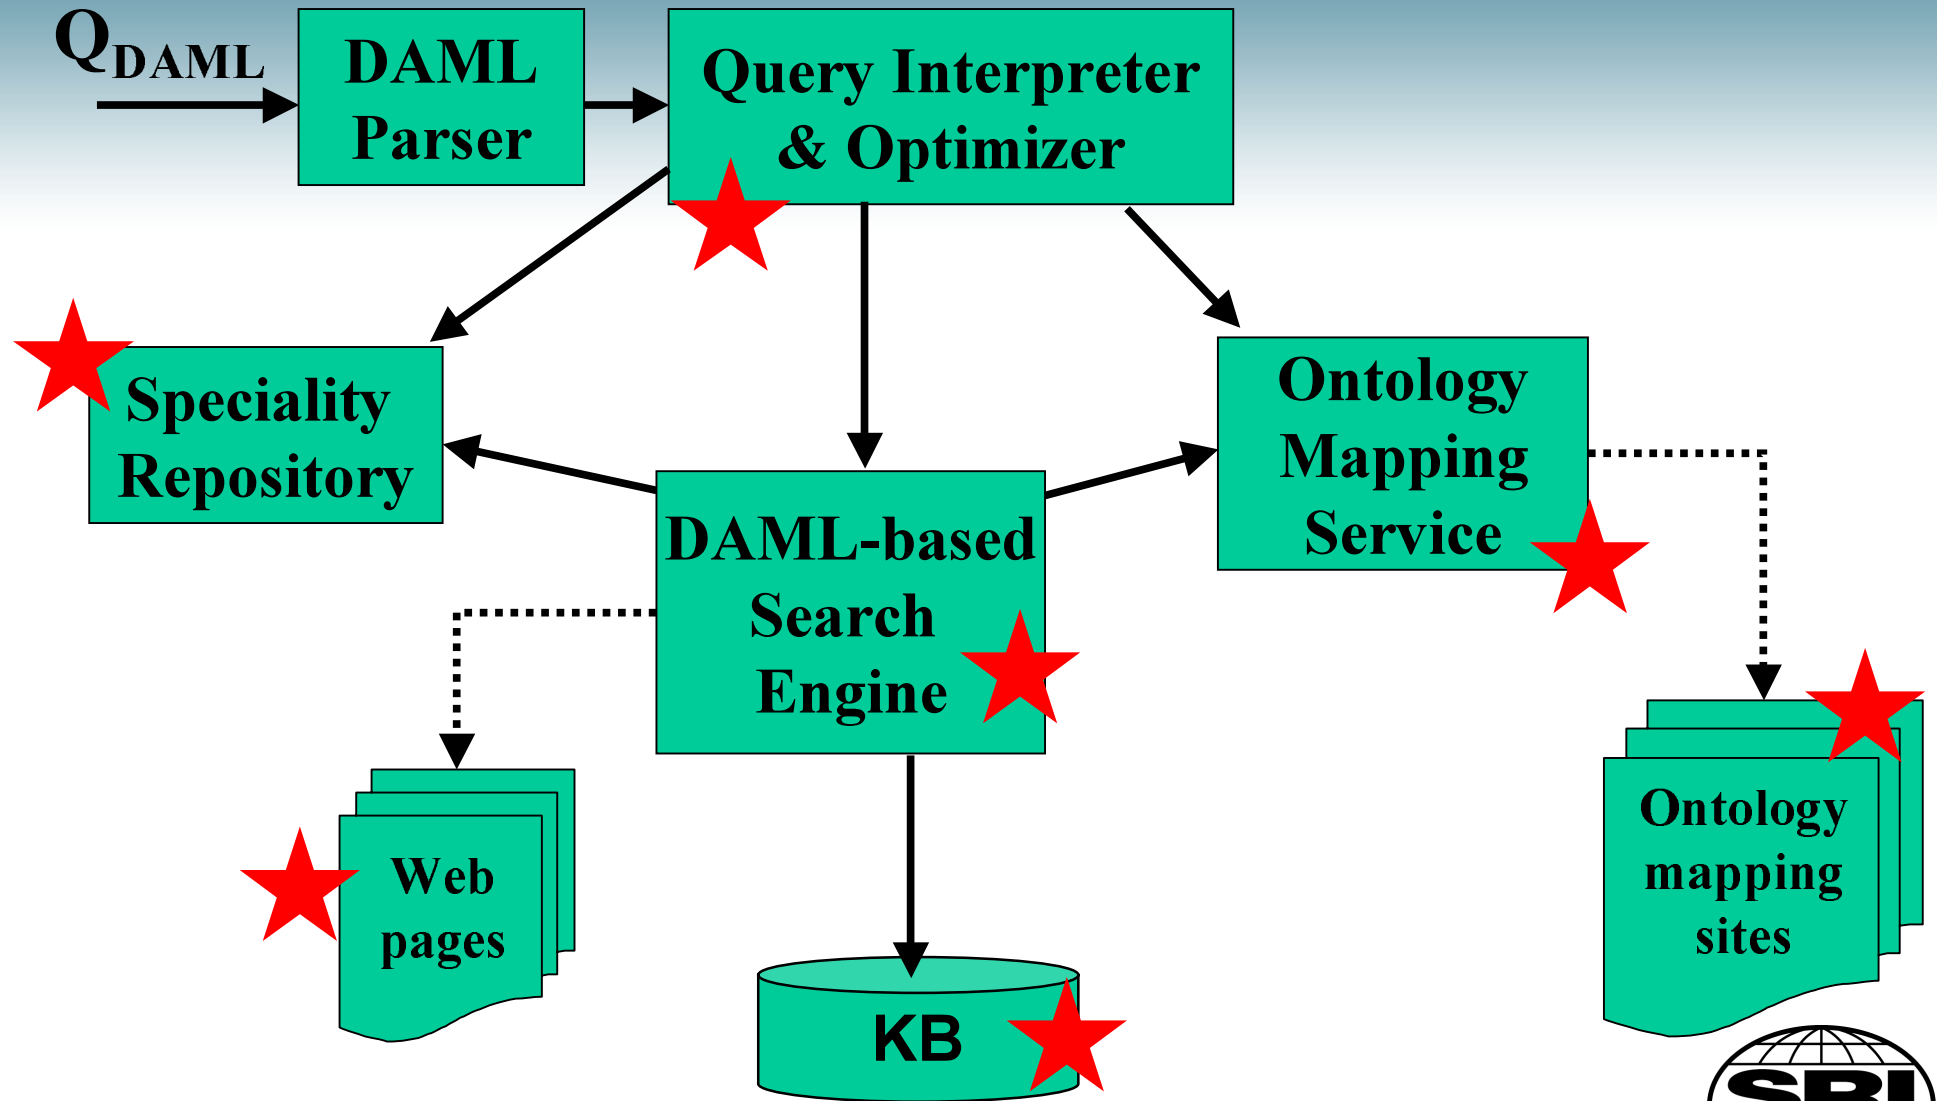 Q DAML
DAML
Parser
Query Interpreter
& Optimizer
Speciality
Repository
Ontology
Mapping
Service
DAML-based
Search
Engine
Web
pages
Ontology
mapping
sites
KB